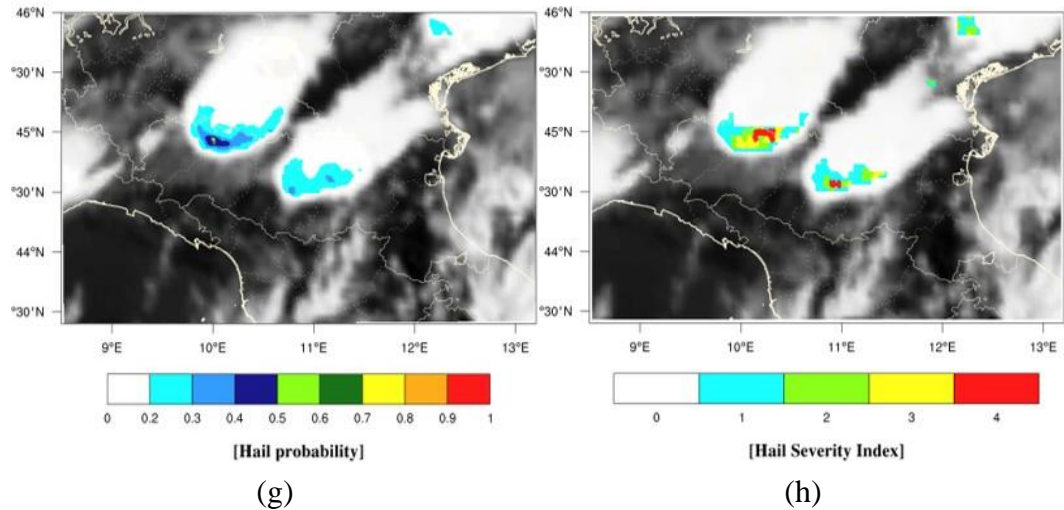 46°N
°30'N
45°N
°30'N
44°N
°30'N
9°E 10°E 11°E 12°E 13°E
0 0.2 0.3 0.4 0.5 0.6 0.7 0.8 0.9 1
[Hail probability]
(g)
46°N
°30'N
45°N
°30'N
44°N
°30'N
9°E 10°E 11°E 12°E 13°E
0 1 2 3 4
[Hail Severity Index]
(h)